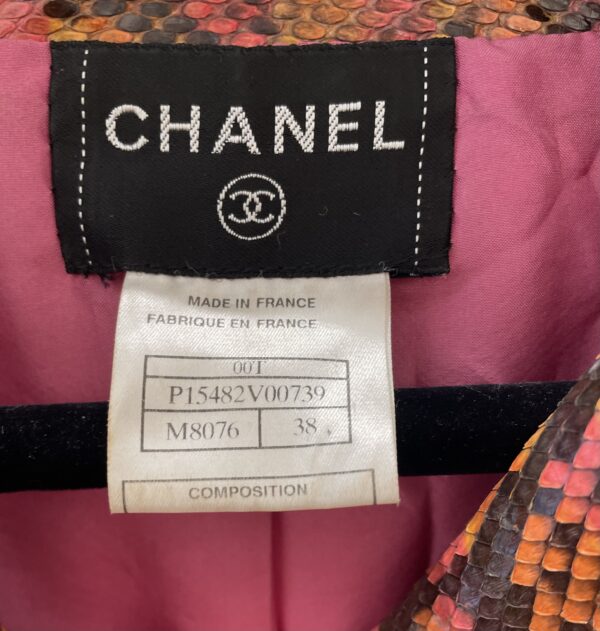 CHANEL
MADE IN FRANCE
FABRIQUE EN FRANCE
00T
P15482V00739
M8076 38
COMPOSITION